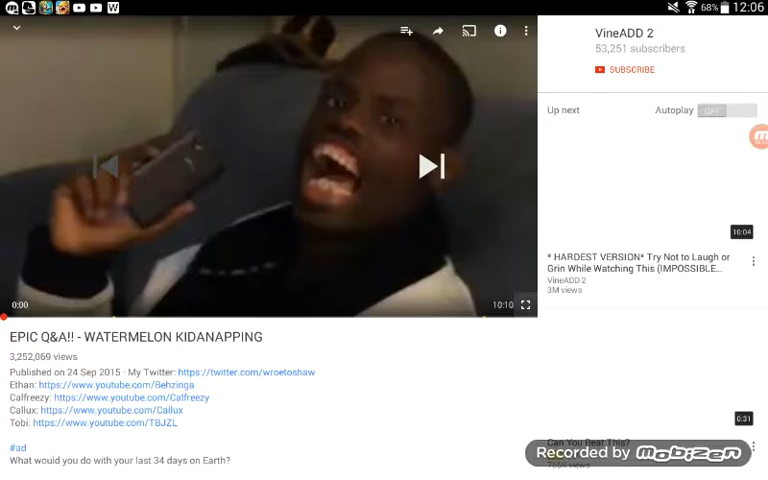 68% 12:06
VineADD 2
53,251 subscribers
SUBSCRIBE
Up next
Autoplay OFF
0:00
10:10
10:04
* HARDEST VERSION* Try Not to Laugh or
Grin While Watching This (IMPOSSIBLE...
VineADD 2
3M views
EPIC Q&A!! - WATERMELON KIDANAPPING
3,252,069 views
Published on 24 Sep 2015 · My Twitter: https://twitter.com/wroetoshaw
Ethan: https://www.youtube.com/Behzinga
Calfreezy: https://www.youtube.com/Calfreezy
Callux: https://www.youtube.com/Callux
Tobi: https://www.youtube.com/TBJZL
#ad
What would you do with your last 34 days on Earth?
0:31
Can You Beat This?
Recorded by mobizen
views